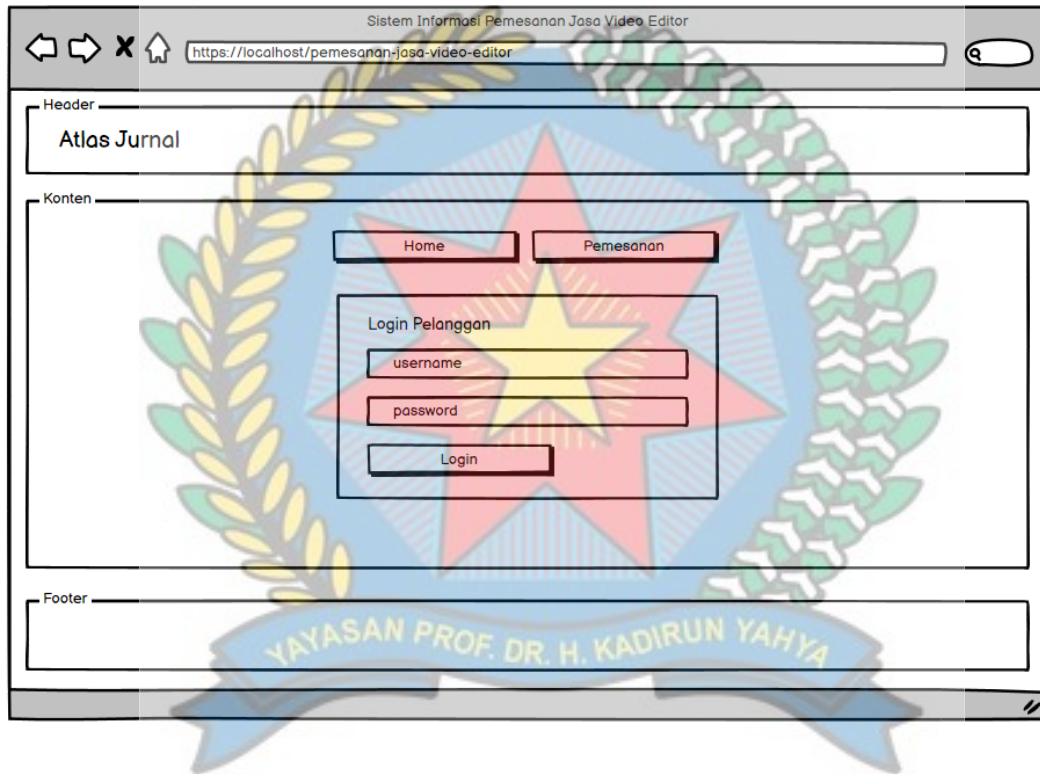 Sistem Informasi Pemesanan Jasa Video Editor
https://localhost/pemesanan-jasa-video-editor
Header
Atlas Jurnal
Konten
Home
Pemesanan
Login Pelanggan
username
password
Login
Footer
YAYASAN PROF. DR. H. KADIRUN YAHYA